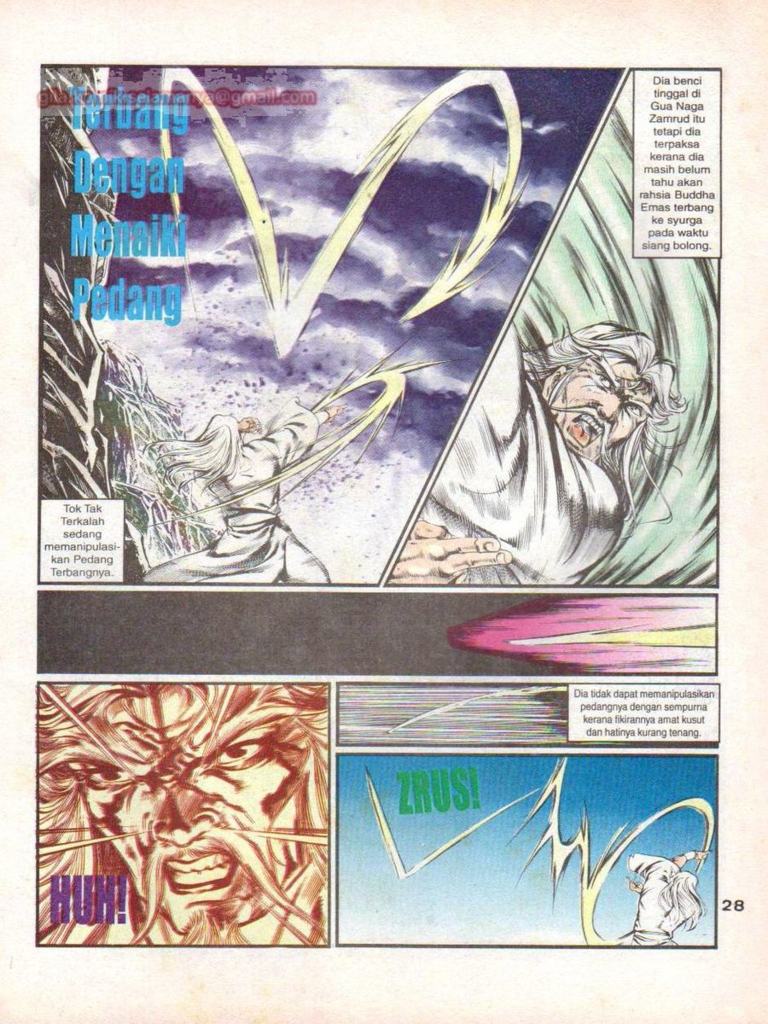 Terbang
Dengan
Menaiki
Pedang
Dia benci
tinggal di
Gua Naga
Zamrud itu
tetapi dia
terpaksa
kerana dia
masih belum
tahu akan
rahsia Buddha
Emas terbang
ke syurga
pada waktu
siang bolong.
Tok Tak
Terkalah
sedang
memanipulasi-
kan Pedang
Terbangnya.
Dia tidak dapat memanipulasikan
pedangnya dengan sempurna
kerana fikirannya amat kusut
dan hatinya kurang tenang.
HUH!
ZRUS!
28